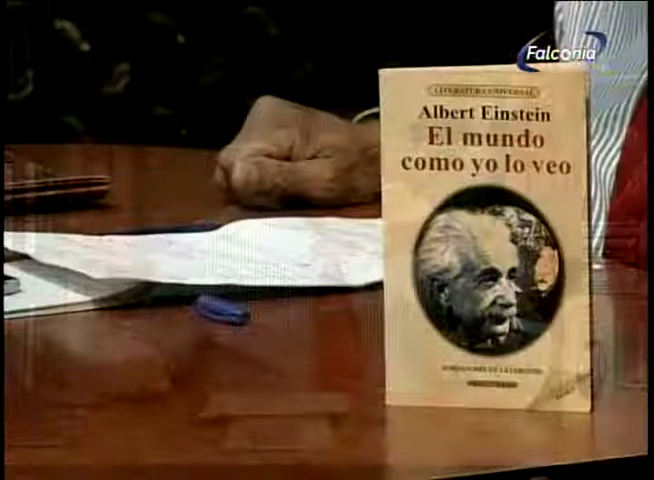 Falconia
LITERATURA UNIVERSAL
Albert Einstein
El mundo
como yo lo veo